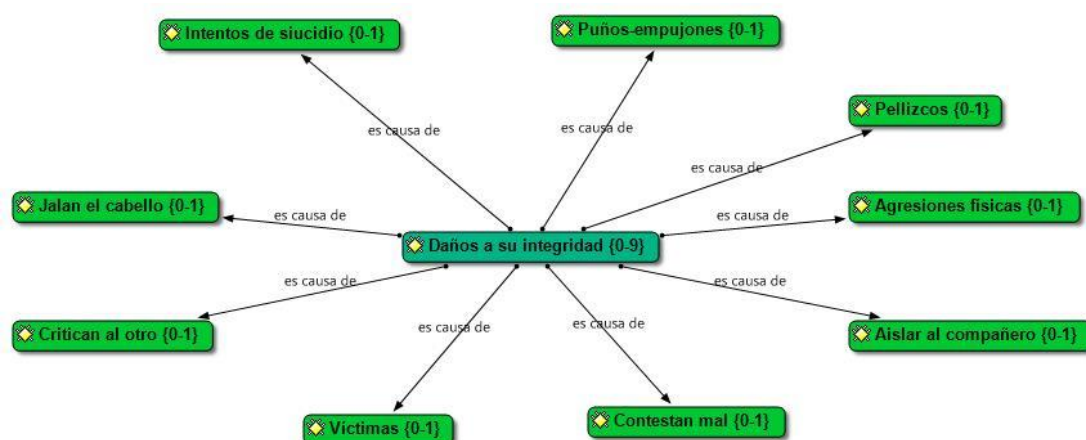 Intentos de siucidio {0-1}
Puños-empujones {0-1}
Pellizcos {0-1}
es causa de
es causa de
es causa de
Jalan el cabello {0-1}
es causa de
es causa de
Agresiones fisicas {0-1}
Daños a su integridad {0-9}
es causa de
es causa de
es causa de
es causa de
Critican al otro {0-1}
Aislar al compañero {0-1}
Victimas {0-1}
Contestan mal {0-1}